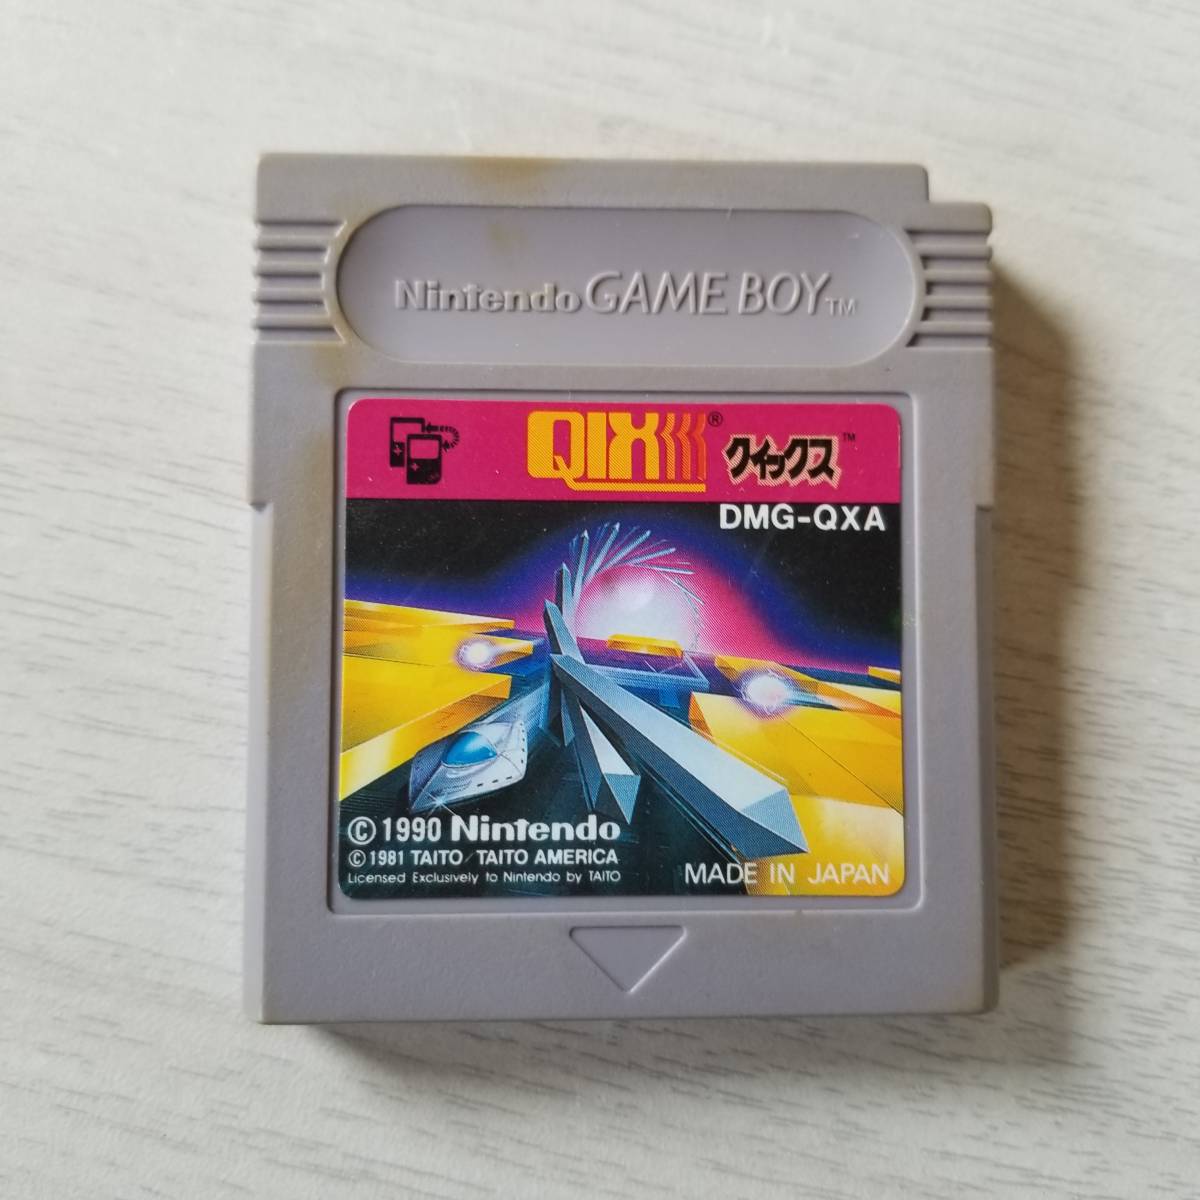 Nintendo GAME BOY™
QIX® クイックス™
DMG-QXA
© 1990 Nintendo
© 1981 TAITO / TAITO AMERICA
Licensed Exclusively to Nintendo by TAITO
MADE IN JAPAN